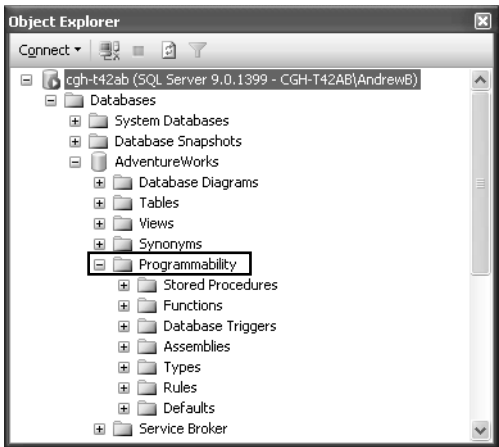 Object Explorer
Connect
cgh-t42ab (SQL Server 9.0.1399 - CGH-T42AB\AndrewB)
Databases
System Databases
Database Snapshots
AdventureWorks
Database Diagrams
Tables
Views
Synonyms
Programmability
Stored Procedures
Functions
Database Triggers
Assemblies
Types
Rules
Defaults
Service Broker